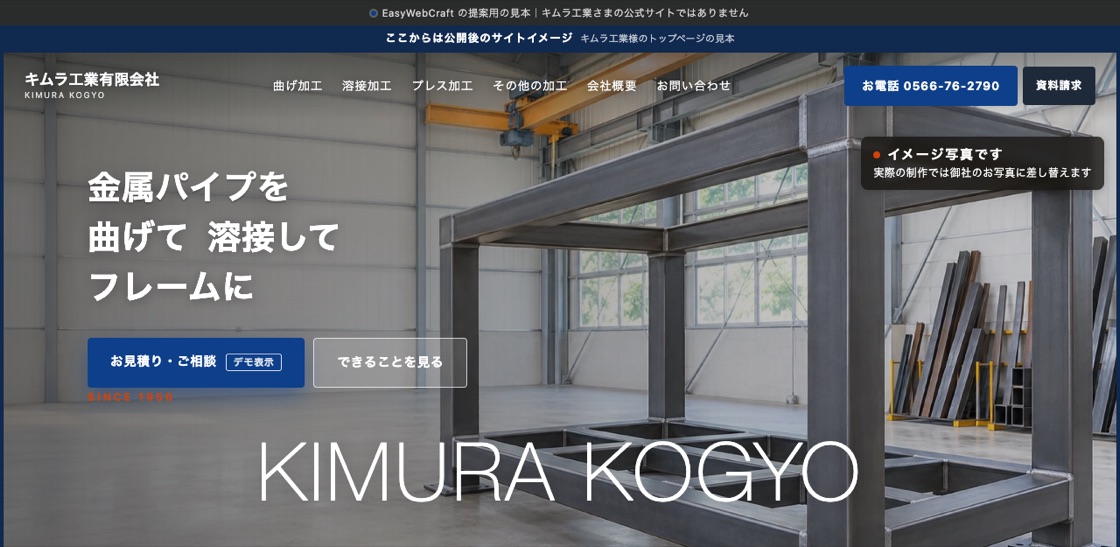 EasyWebCraft の提案用の見本｜キムラ工業さまの公式サイトではありません
ここからは公開後のサイトイメージ キムラ工業様のトップページの見本
キムラ工業有限会社
KIMURA KOGYO
曲げ加工 溶接加工 プレス加工 その他の加工 会社概要 お問い合わせ
お電話 0566-76-2790
資料請求
イメージ写真です
実際の制作では御社のお写真に差し替えます
金属パイプを
曲げて 溶接して
フレームに
お見積り・ご相談 デモ表示
できることを見る
KIMURA KOGYO